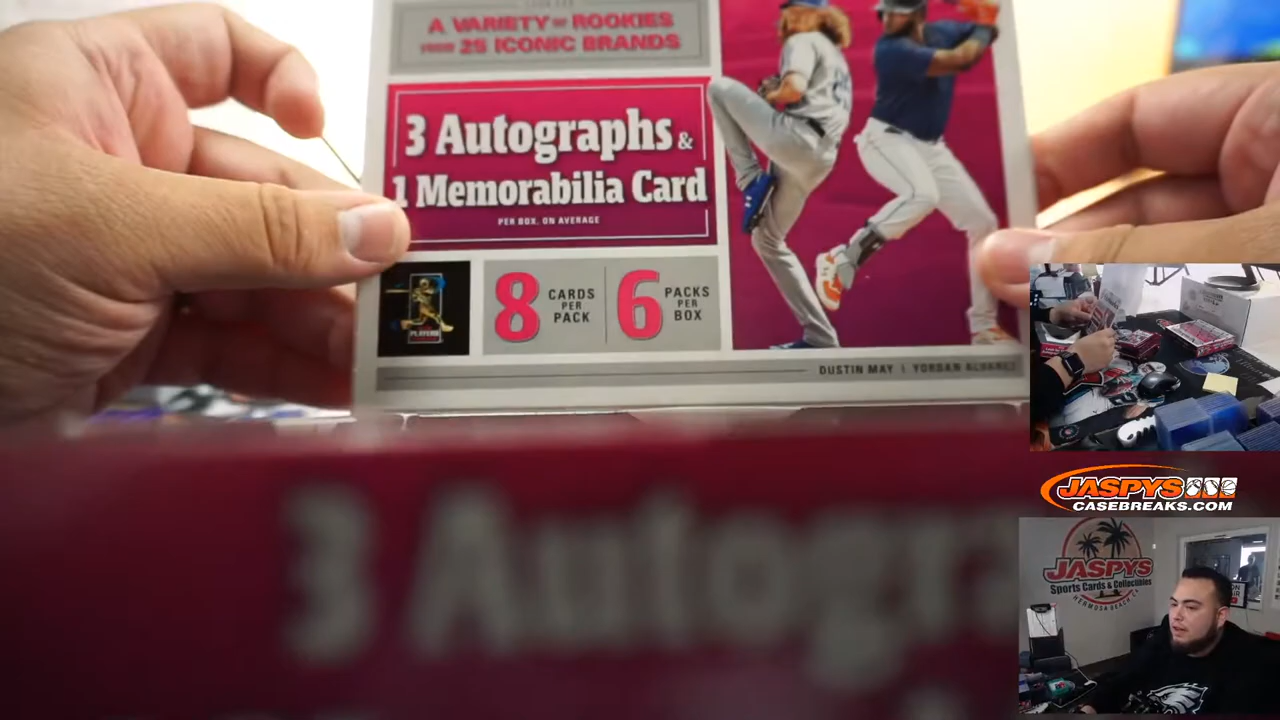 A VARIETY OF ROOKIES
FROM 25 ICONIC BRANDS
3 Autographs &
1 Memorabilia Card
PER BOX, ON AVERAGE
8 CARDS PER PACK
6 PACKS PER BOX
PLAYERS
DUSTIN MAY | YORDAN ALVAREZ
3 Autogra
JASPYS
CASEBREAKS.COM
JASPYS
Sports Cards & Collectibles
HERMOSA BEACH, CA